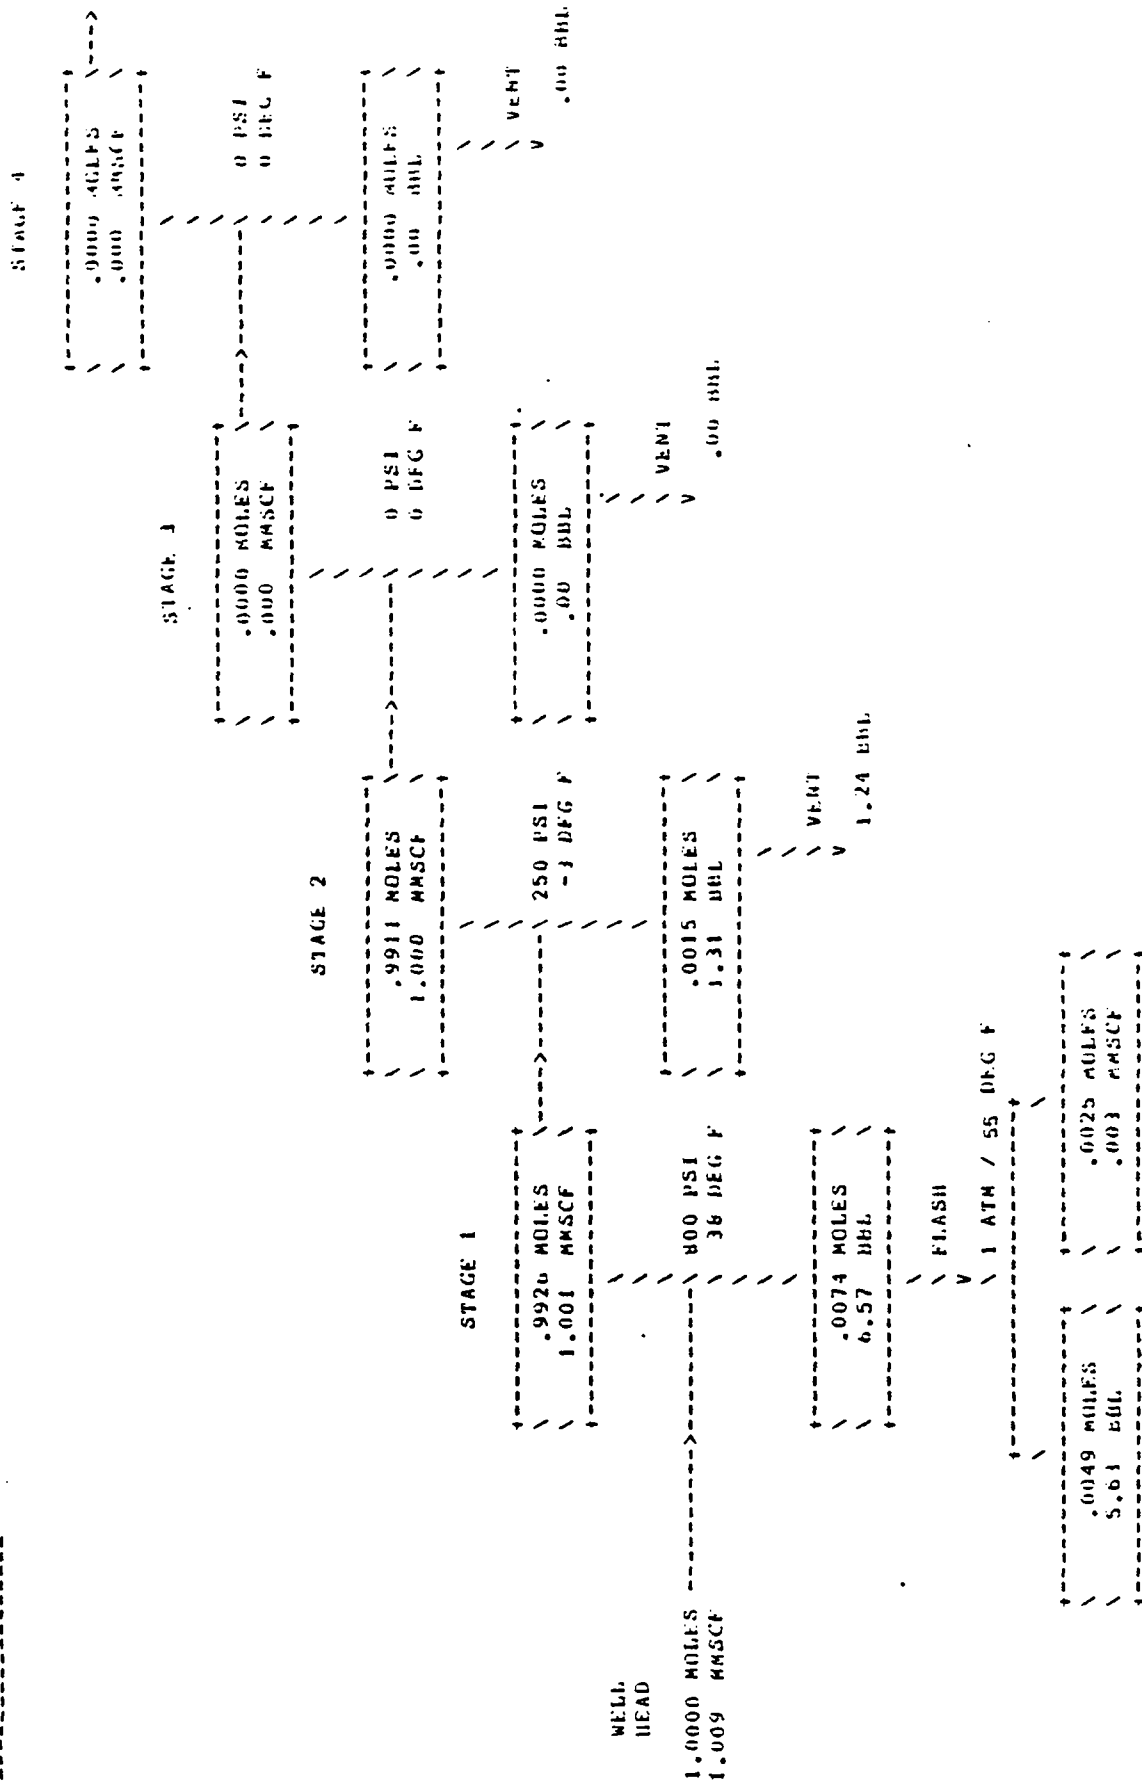 STAGE 4
.0000 MOLES
.000 MMSCF
0 PSI
0 DEG F
.0000 MOLES
.00 BBL
VENT
.00 BBL
STAGE 3
.0000 MOLES
.000 MMSCF
0 PSI
0 DEG F
.0000 MOLES
.00 BBL
VENT
.00 BBL
STAGE 2
.9911 MOLES
1.000 MMSCF
250 PSI
-3 DEG F
.0015 MOLES
1.31 BBL
VENT
1.24 BBL
STAGE 1
.9926 MOLES
1.001 MMSCF
800 PSI
38 DEG F
.0074 MOLES
6.57 BBL
FLASH
1 ATM / 55 DEG F
.0049 MOLES
5.63 BBL
.0025 MOLES
.003 MMSCF
WELL
HEAD
1.0000 MOLES
1.009 MMSCF